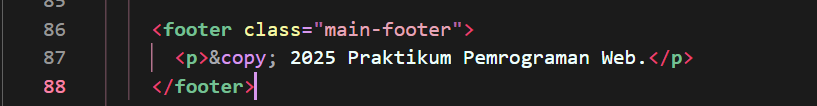 85
86 <footer class="main-footer">
87 <p>&copy; 2025 Praktikum Pemrograman Web.</p>
88 </footer>